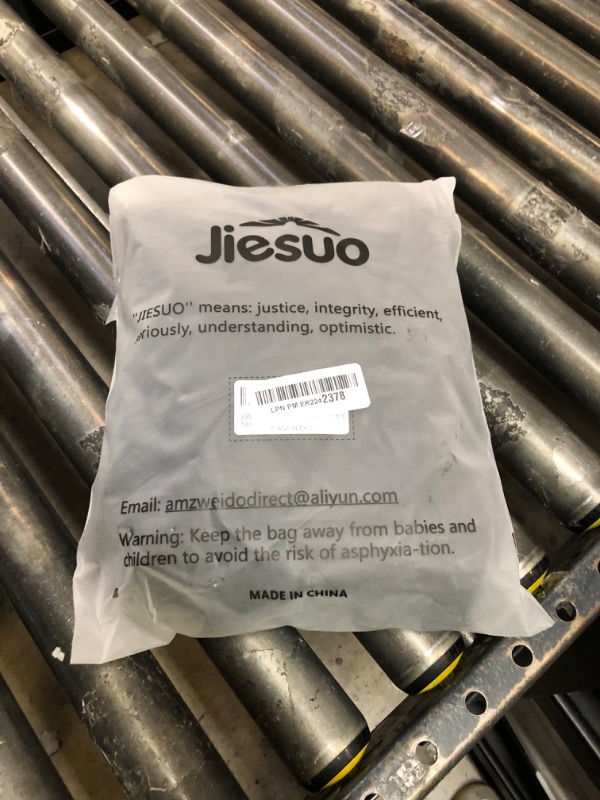 Jiesuo
"JIESUO" means: justice, integrity, efficient,
seriously, understanding, optimistic.
LPN PM ER2242378
Email: amzweidodirect@aliyun.com
Warning: Keep the bag away from babies and
children to avoid the risk of asphyxia-tion.
MADE IN CHINA